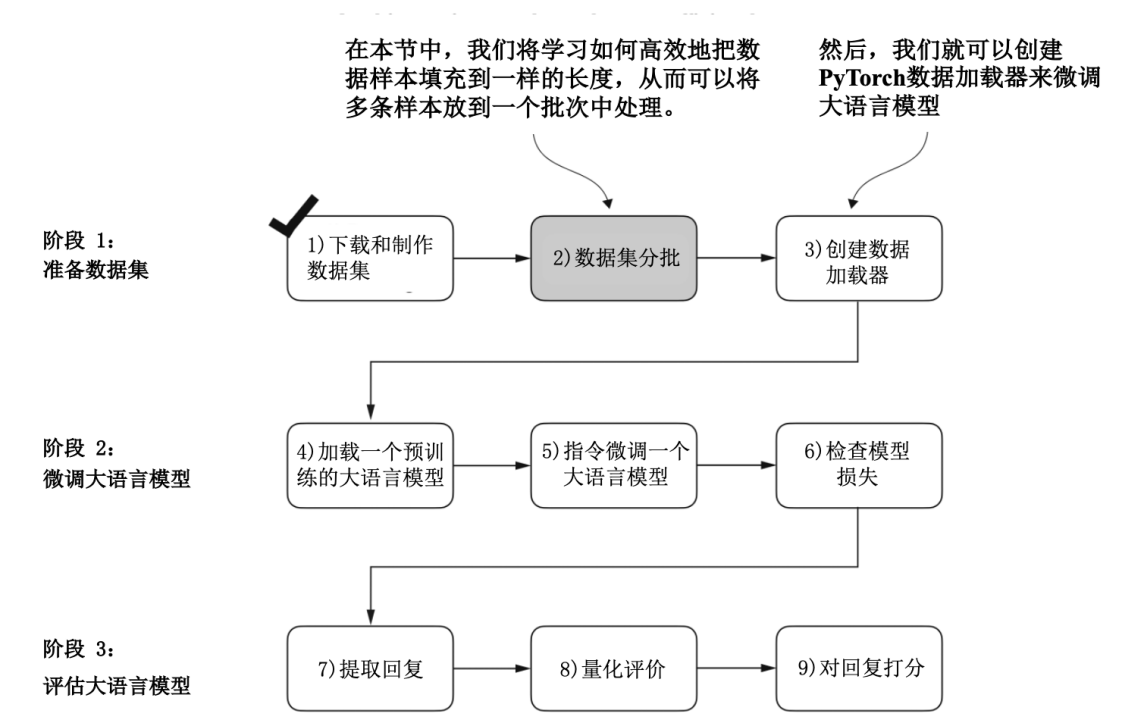 在本节中，我们将学习如何高效地把数
据样本填充到一样的长度，从而可以将
多条样本放到一个批次中处理。
然后，我们就可以创建
PyTorch数据加载器来微调
大语言模型
阶段 1：
准备数据集
1)下载和制作
数据集
2)数据集分批
3)创建数据
加载器
阶段 2：
微调大语言模型
4)加载一个预训
练的大语言模型
5)指令微调一个
大语言模型
6)检查模型
损失
阶段 3：
评估大语言模型
7)提取回复
8)量化评价
9)对回复打分